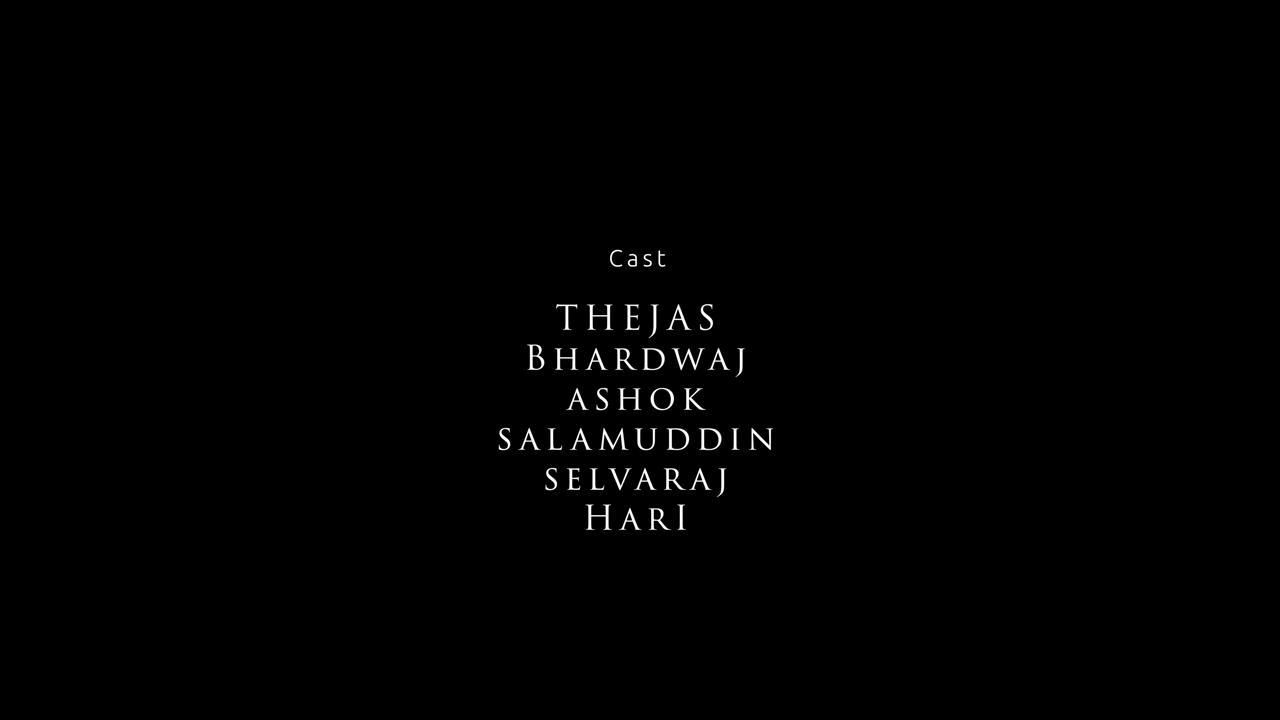 Cast
THEJAS
Bhardwaj
ashok
salamuddin
selvaraj
HarI